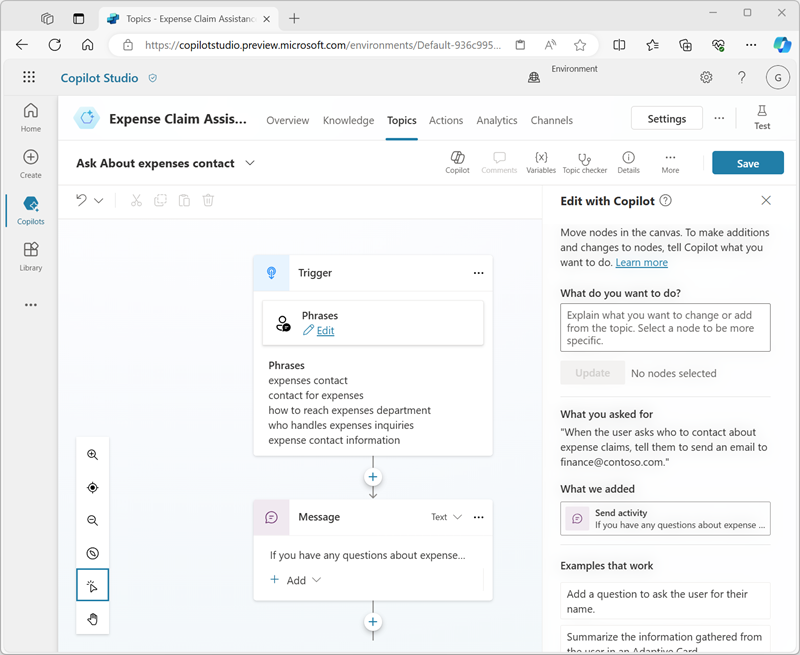 Topics - Expense Claim Assistanc
https://copilotstudio.preview.microsoft.com/environments/Default-936c995...
Copilot Studio
Environment
G
Home
Create
Copilots
Library
Expense Claim Assis...
Overview
Knowledge
Topics
Actions
Analytics
Channels
Settings
Test
Ask About expenses contact
Copilot
Comments
Variables
Topic checker
Details
More
Save
Trigger
Phrases
Edit
Phrases
expenses contact
contact for expenses
how to reach expenses department
who handles expenses inquiries
expense contact information
Message
Text
If you have any questions about expense...
Add
Edit with Copilot
Move nodes in the canvas. To make additions
and changes to nodes, tell Copilot what you
want to do. Learn more
What do you want to do?
Explain what you want to change or add
from the topic. Select a node to be more
specific.
Update
No nodes selected
What you asked for
"When the user asks who to contact about
expense claims, tell them to send an email to
finance@contoso.com."
What we added
Send activity
If you have any questions about expense ...
Examples that work
Add a question to ask the user for their
name.
Summarize the information gathered from
the user in an Adaptive Card